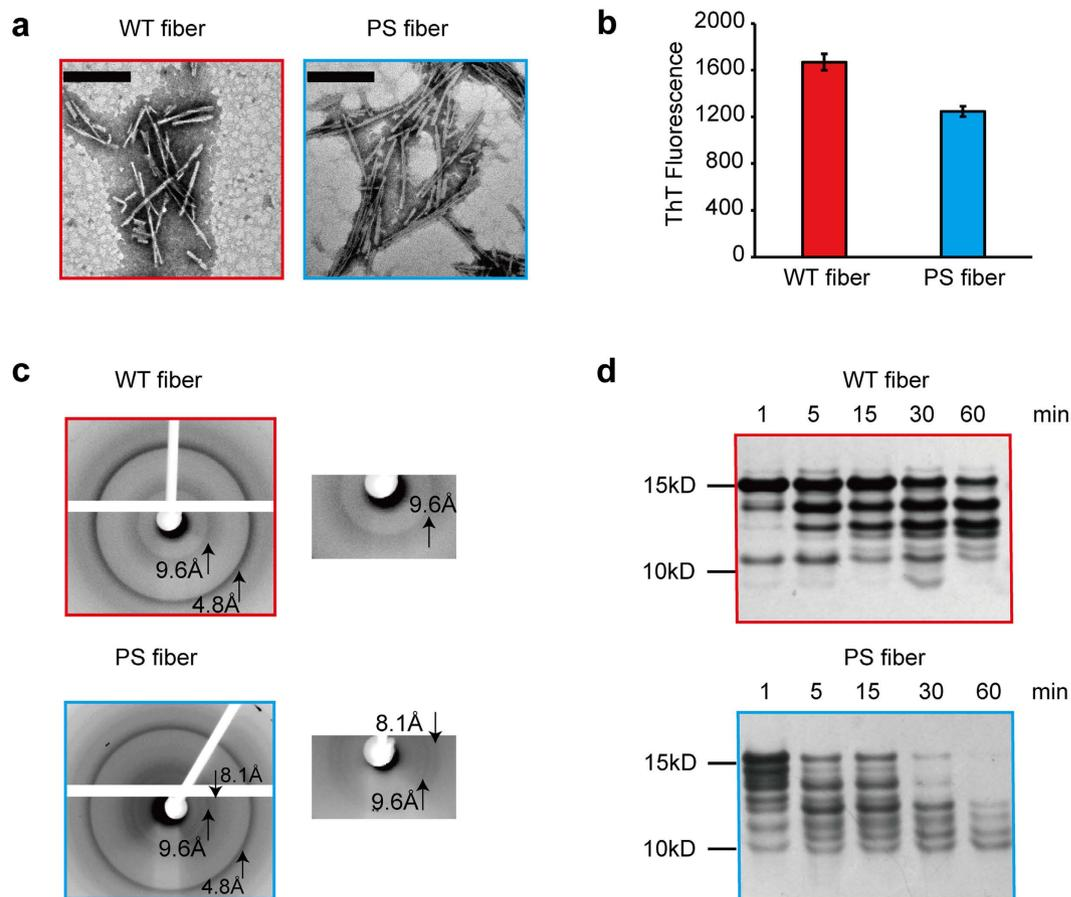 a
WT fiber
PS fiber
b
2000
1600
1200
800
400
0
ThT Fluorescence
WT fiber
PS fiber
c
WT fiber
9.6Å
4.8Å
9.6Å
PS fiber
8.1Å
9.6Å
4.8Å
8.1Å
9.6Å
d
WT fiber
1 5 15 30 60 min
15kD
10kD
PS fiber
1 5 15 30 60 min
15kD
10kD